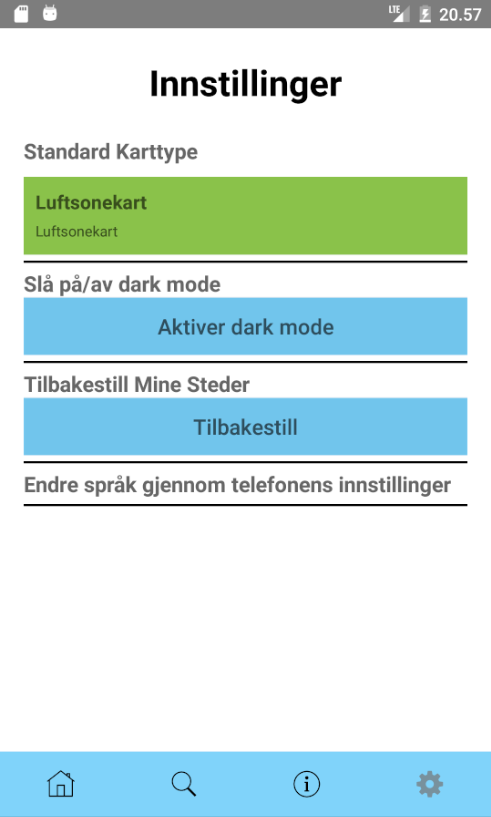 LTE
20.57
Innstillinger
Standard Karttype
Luftsonekart
Luftsonekart
Slå på/av dark mode
Aktiver dark mode
Tilbakestill Mine Steder
Tilbakestill
Endre språk gjennom telefonens innstillinger